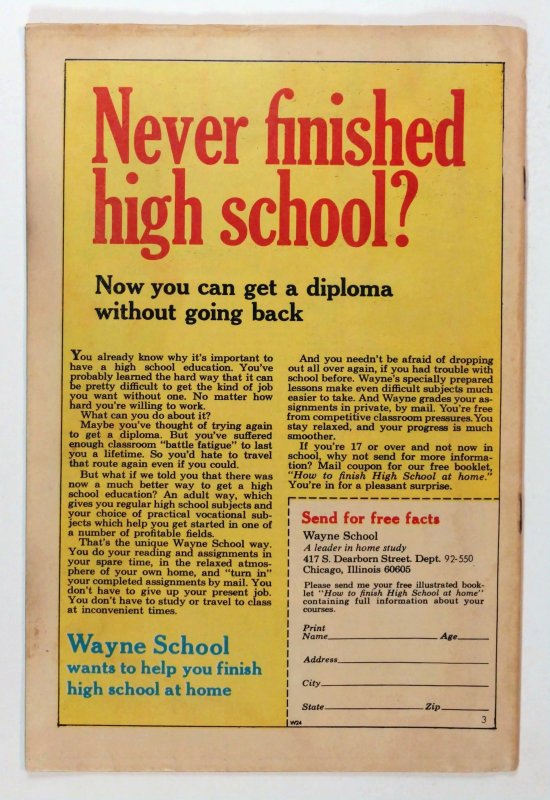 Never finished
high school?
Now you can get a diploma
without going back
You already know why it's important to
have a high school education. You've
probably learned the hard way that it can
be pretty difficult to get the kind of job
you want without one. No matter how
hard you're willing to work.
What can you do about it?
Maybe you've thought of trying again
to get a diploma. But you've suffered
enough classroom "battle fatigue" to last
you a lifetime. So you'd hate to travel
that route again even if you could.
But what if we told you that there was
now a much better way to get a high
school education? An adult way, which
gives you regular high school subjects and
your choice of practical vocational sub-
jects which help you get started in one of
a number of profitable fields.
That's the unique Wayne School way.
You do your reading and assignments in
your spare time, in the relaxed atmos-
phere of your own home, and "turn in"
your completed assignments by mail. You
don't have to give up your present job.
You don't have to study or travel to class
at inconvenient times.
Wayne School
wants to help you finish
high school at home
And you needn't be afraid of dropping
out all over again, if you had trouble with
school before. Wayne's specially prepared
lessons make even difficult subjects much
easier to take. And Wayne grades your as-
signments in private, by mail. You're free
from competitive classroom pressures. You
stay relaxed, and your progress is much
smoother.
If you're 17 or over and not now in
school, why not send for more informa-
tion? Mail coupon for our free booklet,
"How to finish High School at home."
You're in for a pleasant surprise.
Send for free facts
Wayne School
A leader in home study
417 S. Dearborn Street. Dept. 92-550
Chicago, Illinois 60605
Please send me your free illustrated book-
let "How to finish High School at home"
containing full information about your
courses.
Print
Name Age
Address
City
State Zip
W24 3